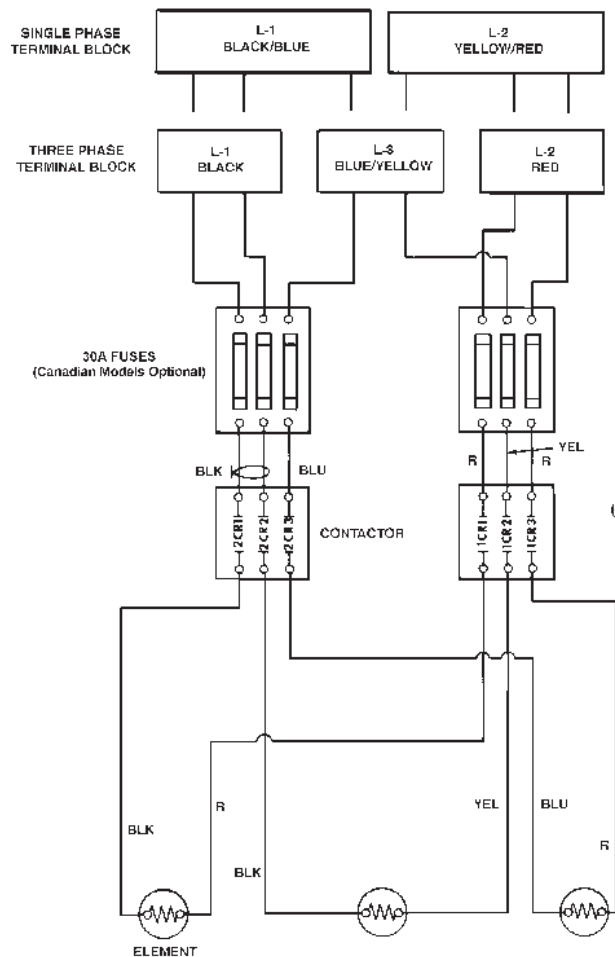 SINGLE PHASE
TERMINAL BLOCK
L-1
BLACK/BLUE
L-2
YELLOW/RED
THREE PHASE
TERMINAL BLOCK
L-1
BLACK
L-3
BLUE/YELLOW
L-2
RED
30A FUSES
(Canadian Models Optional)
BLK
BLU
R
YEL
R
2CR1
2CR2
2CR3
CONTACTOR
1CR1
1CR2
1CR3
(
BLK
R
BLK
YEL
BLU
R
ELEMENT